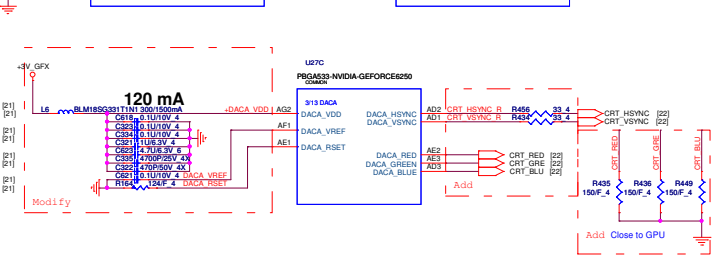 U27C
PBGA533-NVIDIA-GEFORCE6250
COMMON
+3V_GFX
120 mA
3/13 DACA
L6 BLM18SG331T1N1 300/1500mA
+DACA_VDD AG2 DACA_VDD
DACA_HSYNC AD2 CRT_HSYNC_R R456 33_4 CRT_HSYNC [22]
DACA_VSYNC AD1 CRT_VSYNC_R R434 33_4 CRT_VSYNC [22]
[21]
[21]
[21]
[21]
[21]
[21]
C618 0.1U/10V_4
C323 0.1U/10V_4
C334 0.1U/10V_4
C321 1U/6.3V_4
C623 4.7U/6.3V_6
C335 4700P/25V_4X
C322 470P/50V_4X
C621 0.1U/10V_4 DACA_VREF
R164 124/F_4 DACA_RSET
AF1 DACA_VREF
AE1 DACA_RSET
DACA_RED AE2 CRT_RED [22]
DACA_GREEN AE3 CRT_GRE [22]
DACA_BLUE AD3 CRT_BLU [22]
CRT_RED
CRT_GRE
CRT_BLU
R435 R436 R449
150/F_4 150/F_4 150/F_4
Add
Modify
Add Close to GPU